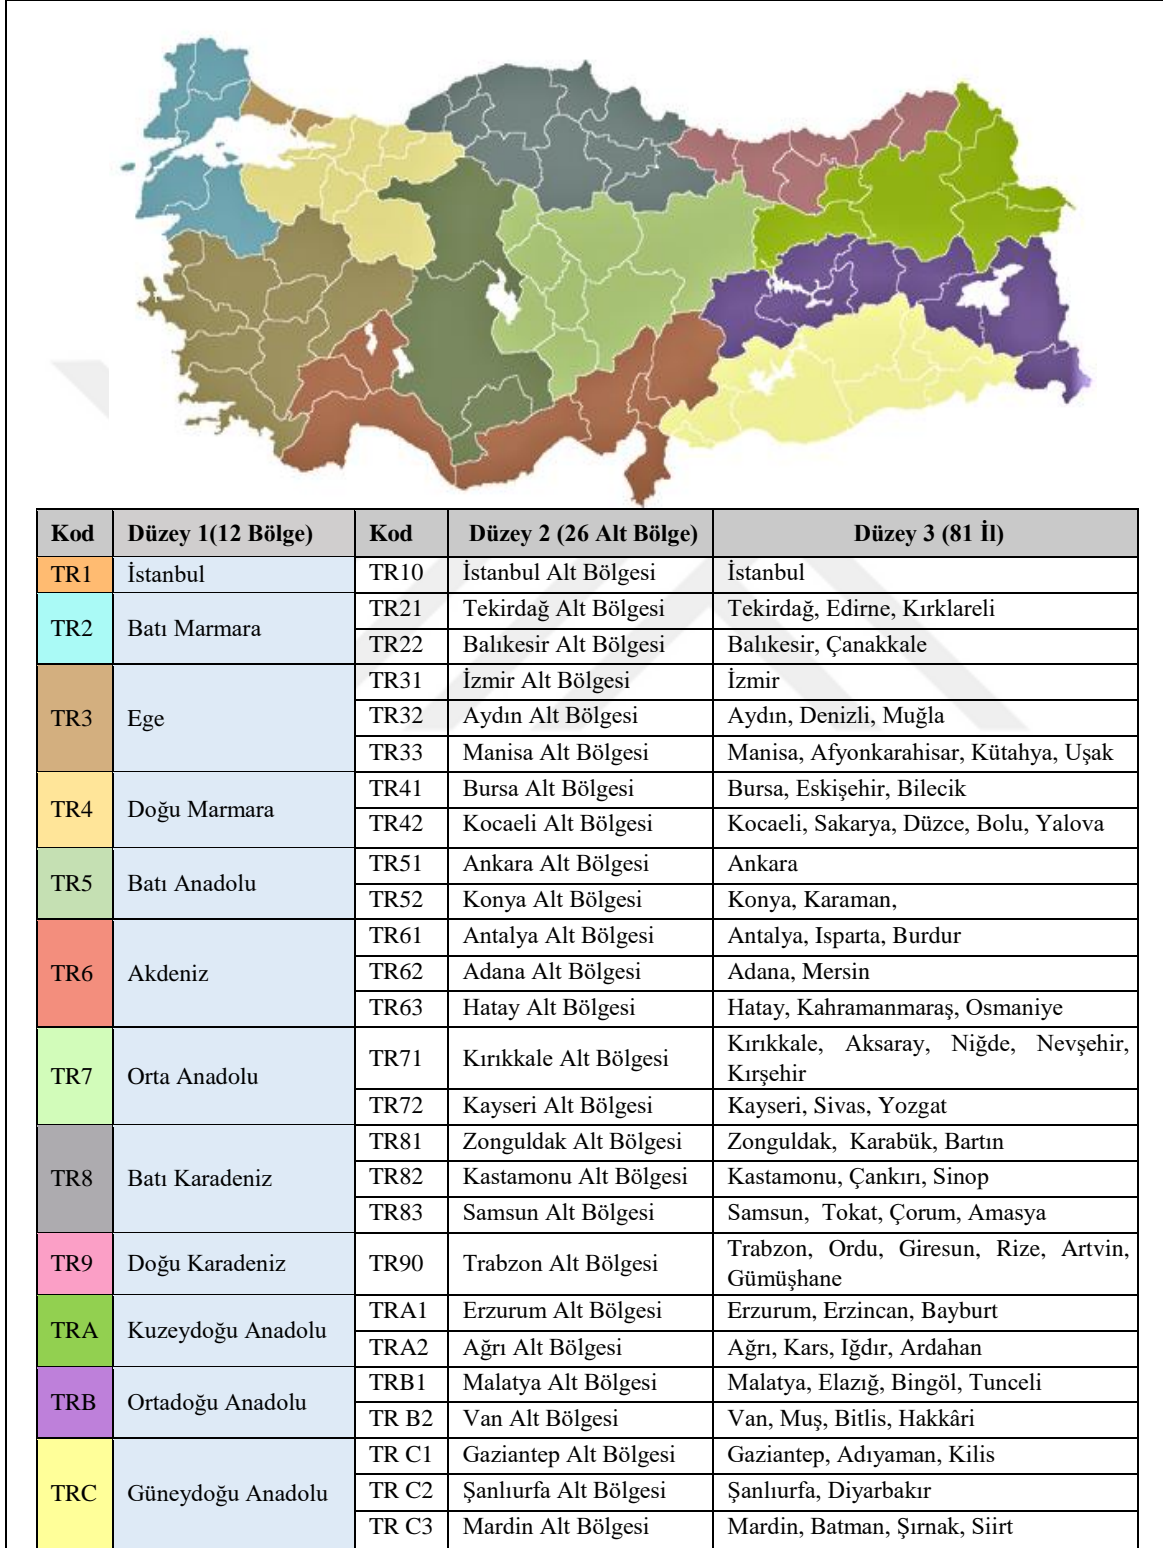 Kod Düzey 1(12 Bölge) Kod Düzey 2 (26 Alt Bölge) Düzey 3 (81 İl)
TR1 İstanbul TR10 İstanbul Alt Bölgesi İstanbul
TR2 Batı Marmara TR21 Tekirdağ Alt Bölgesi Tekirdağ, Edirne, Kırklareli
TR22 Balıkesir Alt Bölgesi Balıkesir, Çanakkale
TR3 Ege TR31 İzmir Alt Bölgesi İzmir
TR32 Aydın Alt Bölgesi Aydın, Denizli, Muğla
TR33 Manisa Alt Bölgesi Manisa, Afyonkarahisar, Kütahya, Uşak
TR4 Doğu Marmara TR41 Bursa Alt Bölgesi Bursa, Eskişehir, Bilecik
TR42 Kocaeli Alt Bölgesi Kocaeli, Sakarya, Düzce, Bolu, Yalova
TR5 Batı Anadolu TR51 Ankara Alt Bölgesi Ankara
TR52 Konya Alt Bölgesi Konya, Karaman,
TR6 Akdeniz TR61 Antalya Alt Bölgesi Antalya, Isparta, Burdur
TR62 Adana Alt Bölgesi Adana, Mersin
TR63 Hatay Alt Bölgesi Hatay, Kahramanmaraş, Osmaniye
TR7 Orta Anadolu TR71 Kırıkkale Alt Bölgesi Kırıkkale, Aksaray, Niğde, Nevşehir,
Kırşehir
TR72 Kayseri Alt Bölgesi Kayseri, Sivas, Yozgat
TR8 Batı Karadeniz TR81 Zonguldak Alt Bölgesi Zonguldak, Karabük, Bartın
TR82 Kastamonu Alt Bölgesi Kastamonu, Çankırı, Sinop
TR83 Samsun Alt Bölgesi Samsun, Tokat, Çorum, Amasya
TR9 Doğu Karadeniz TR90 Trabzon Alt Bölgesi Trabzon, Ordu, Giresun, Rize, Artvin,
Gümüşhane
TRA Kuzeydoğu Anadolu TRA1 Erzurum Alt Bölgesi Erzurum, Erzincan, Bayburt
TRA2 Ağrı Alt Bölgesi Ağrı, Kars, Iğdır, Ardahan
TRB Ortadoğu Anadolu TRB1 Malatya Alt Bölgesi Malatya, Elazığ, Bingöl, Tunceli
TR B2 Van Alt Bölgesi Van, Muş, Bitlis, Hakkâri
TRC Güneydoğu Anadolu TR C1 Gaziantep Alt Bölgesi Gaziantep, Adıyaman, Kilis
TR C2 Şanlıurfa Alt Bölgesi Şanlıurfa, Diyarbakır
TR C3 Mardin Alt Bölgesi Mardin, Batman, Şırnak, Siirt